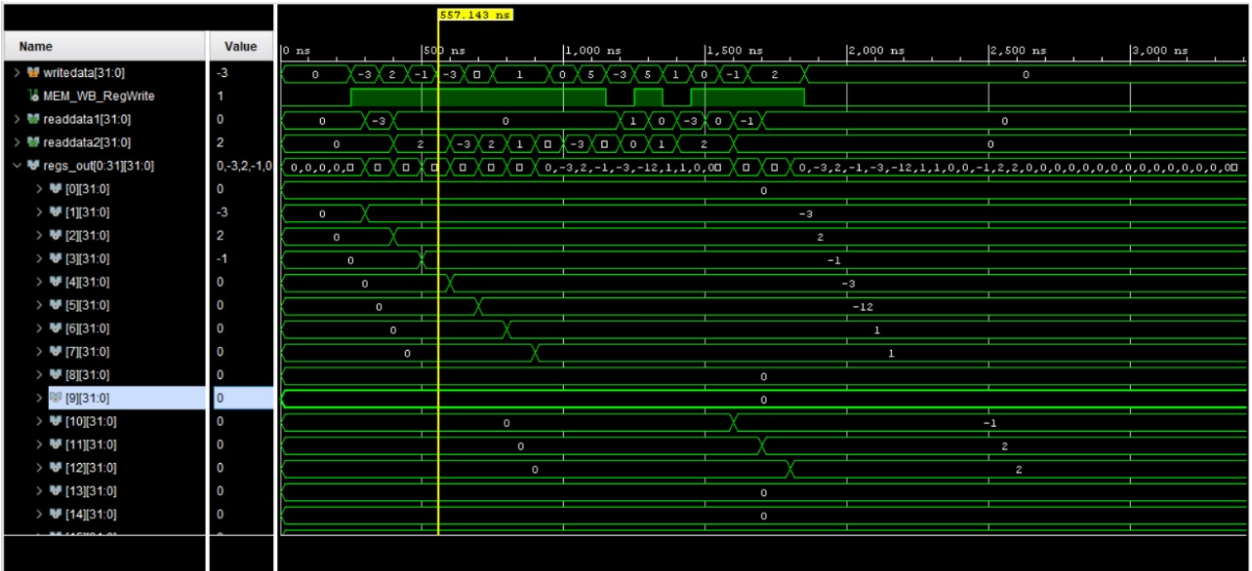 557.143 ns
Name Value 0 ns 500 ns 1,000 ns 1,500 ns 2,000 ns 2,500 ns 3,000 ns
writedata[31:0] -3 0 -3 2 -1 -3 1 0 5 -3 5 1 0 -1 2 0
MEM_WB_RegWrite 1
readdata1[31:0] 0 0 -3 0 1 0 -3 0 -1 0
readdata2[31:0] 2 0 2 -3 2 1 -3 0 1 2 0
regs_out[0:31][31:0] 0,-3,2,-1,0 0,0,0,0, 0,-3,2,-1,-3,-12,1,1,0,0 0,-3,2,-1,-3,-12,1,1,0,0,-1,2,2,0,0,0,0,0,0,0,0,0,0,0,0,0,0
[0][31:0] 0 0
[1][31:0] -3 0 -3
[2][31:0] 2 0 2
[3][31:0] -1 0 -1
[4][31:0] 0 0 -3
[5][31:0] 0 0 -12
[6][31:0] 0 0 1
[7][31:0] 0 0 1
[8][31:0] 0 0
[9][31:0] 0 0
[10][31:0] 0 0 -1
[11][31:0] 0 0 2
[12][31:0] 0 0 2
[13][31:0] 0 0
[14][31:0] 0 0